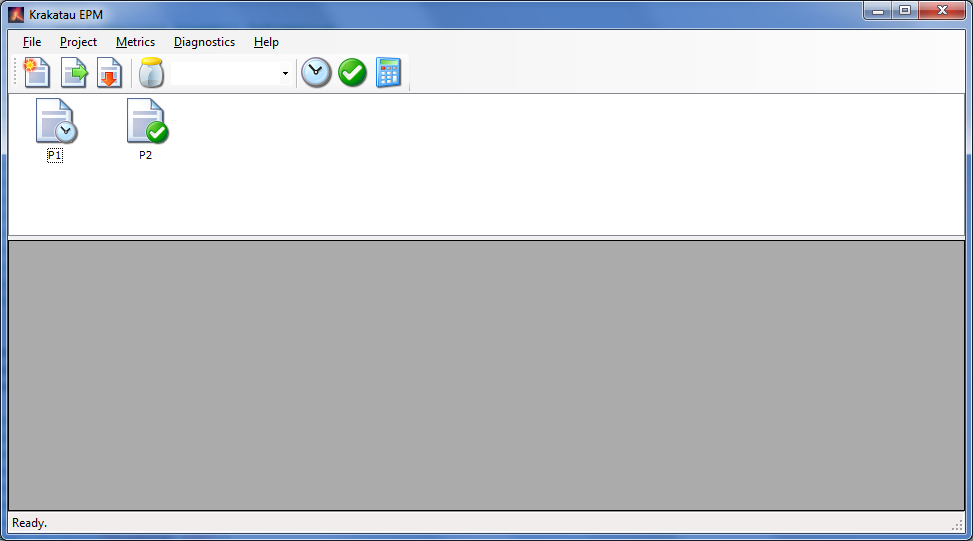 Krakatau EPM
File Project Metrics Diagnostics Help
P1 P2
Ready.